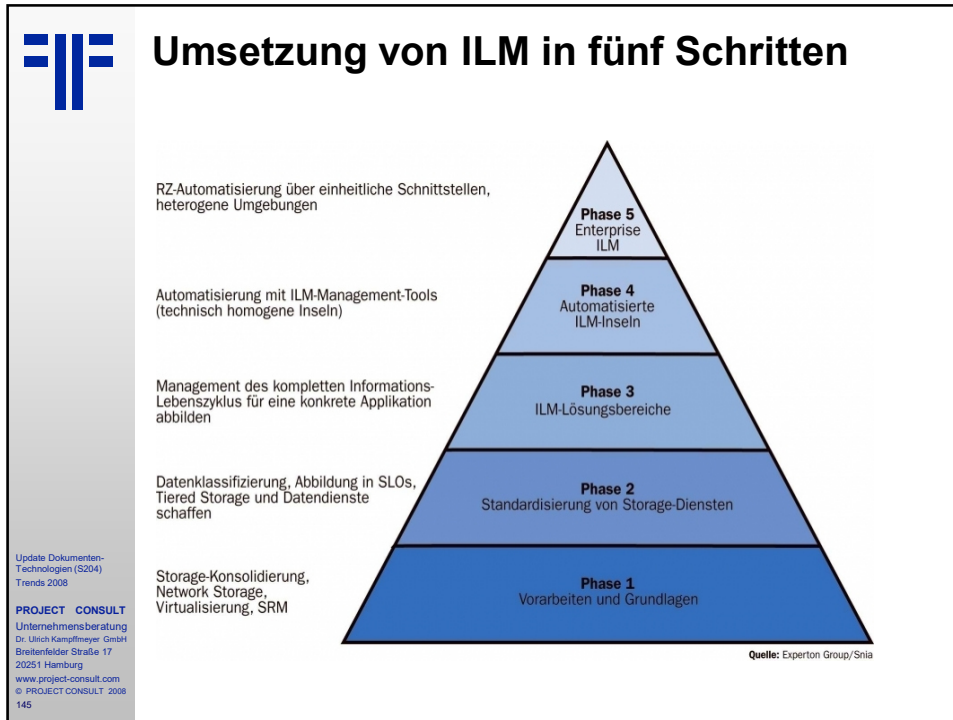 Umsetzung von ILM in fünf Schritten
RZ-Automatisierung über einheitliche Schnittstellen,
heterogene Umgebungen
Phase 5
Enterprise
ILM
Automatisierung mit ILM-Management-Tools
(technisch homogene Inseln)
Phase 4
Automatisierte
ILM-Inseln
Management des kompletten Informations-
Lebenszyklus für eine konkrete Applikation
abbilden
Phase 3
ILM-Lösungsbereiche
Datenklassifizierung, Abbildung in SLOs,
Tiered Storage und Datendienste
schaffen
Phase 2
Standardisierung von Storage-Diensten
Storage-Konsolidierung,
Network Storage,
Virtualisierung, SRM
Phase 1
Vorarbeiten und Grundlagen
Quelle: Experton Group/Snia
Update Dokumenten-
Technologien (S204)
Trends 2008
PROJECT CONSULT
Unternehmensberatung
Dr. Ulrich Kampffmeyer GmbH
Breitenfelder Straße 17
20251 Hamburg
www.project-consult.com
© PROJECT CONSULT 2008
145